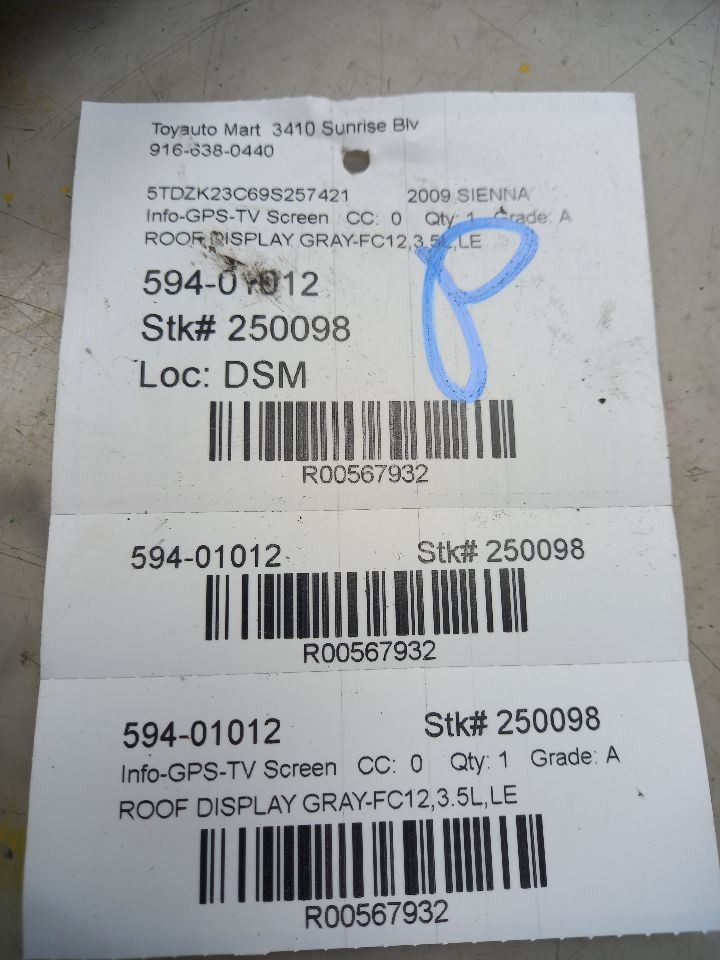 Toyauto Mart 3410 Sunrise Blv
916-638-0440
5TDZK23C69S257421 2009 SIENNA
Info-GPS-TV Screen CC: 0 Qty: 1 Grade: A
ROOF DISPLAY GRAY-FC12,3.5L,LE
594-01012
Stk# 250098
Loc: DSM
P
R00567932
594-01012 Stk# 250098
R00567932
594-01012 Stk# 250098
Info-GPS-TV Screen CC: 0 Qty: 1 Grade: A
ROOF DISPLAY GRAY-FC12,3.5L,LE
R00567932